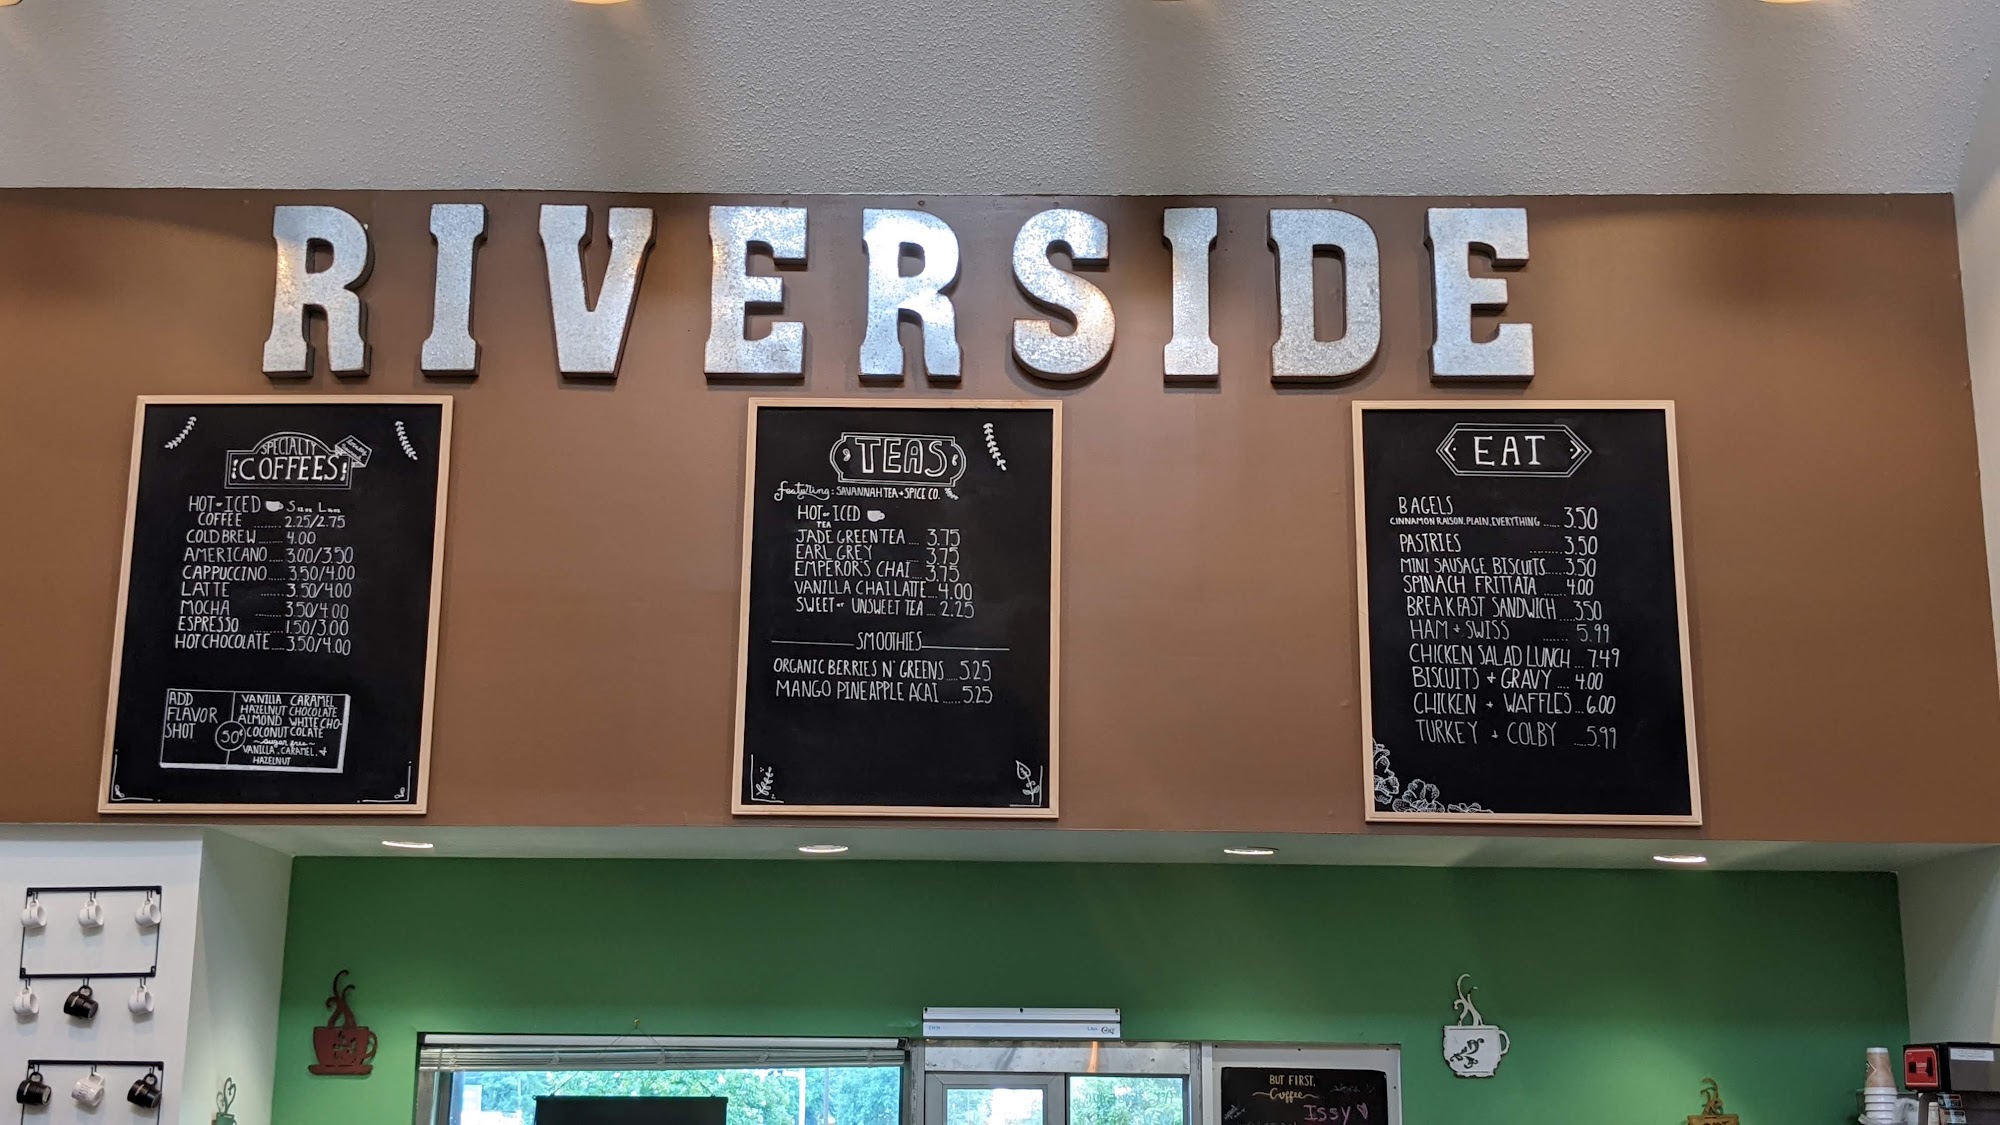 RIVERSIDE
SPECIALTY
COFFEES
HOT or ICED
COFFEE ........ 2.25/2.75
COLD BREW ..... 4.00
AMERICANO .... 3.00/3.50
CAPPUCCINO .... 3.50/4.00
LATTE ....... 3.50/4.00
MOCHA ....... 3.50/4.00
ESPRESSO ........ 1.50/3.00
HOT CHOCOLATE .... 3.50/4.00
ADD
FLAVOR
SHOT
50¢
VANILLA CARAMEL
HAZELNUT CHOCOLATE
ALMOND WHITE CHO-
COCONUT COLATE
~sugar free~
VANILLA, CARAMEL, +
HAZELNUT
TEAS
featuring: SAVANNAH TEA + SPICE CO.
HOT or ICED
TEA
JADE GREEN TEA .... 3.75
EARL GREY ....... 3.75
EMPEROR'S CHAI ... 3.75
VANILLA CHAI LATTE ... 4.00
SWEET or UNSWEET TEA ... 2.25
SMOOTHIES
ORGANIC BERRIES N' GREENS .... 5.25
MANGO PINEAPPLE ACAI ...... 5.25
EAT
BAGELS
CINNAMON RAISON, PLAIN, EVERYTHING ..... 3.50
PASTRIES ......... 3.50
MINI SAUSAGE BISCUITS ..... 3.50
SPINACH FRITTATA ..... 4.00
BREAKFAST SANDWICH .... 3.50
HAM + SWISS ....... 5.99
CHICKEN SALAD LUNCH ... 7.49
BISCUITS + GRAVY .... 4.00
CHICKEN + WAFFLES ... 6.00
TURKEY + COLBY .... 5.99
BUT FIRST,
Coffee
Issy